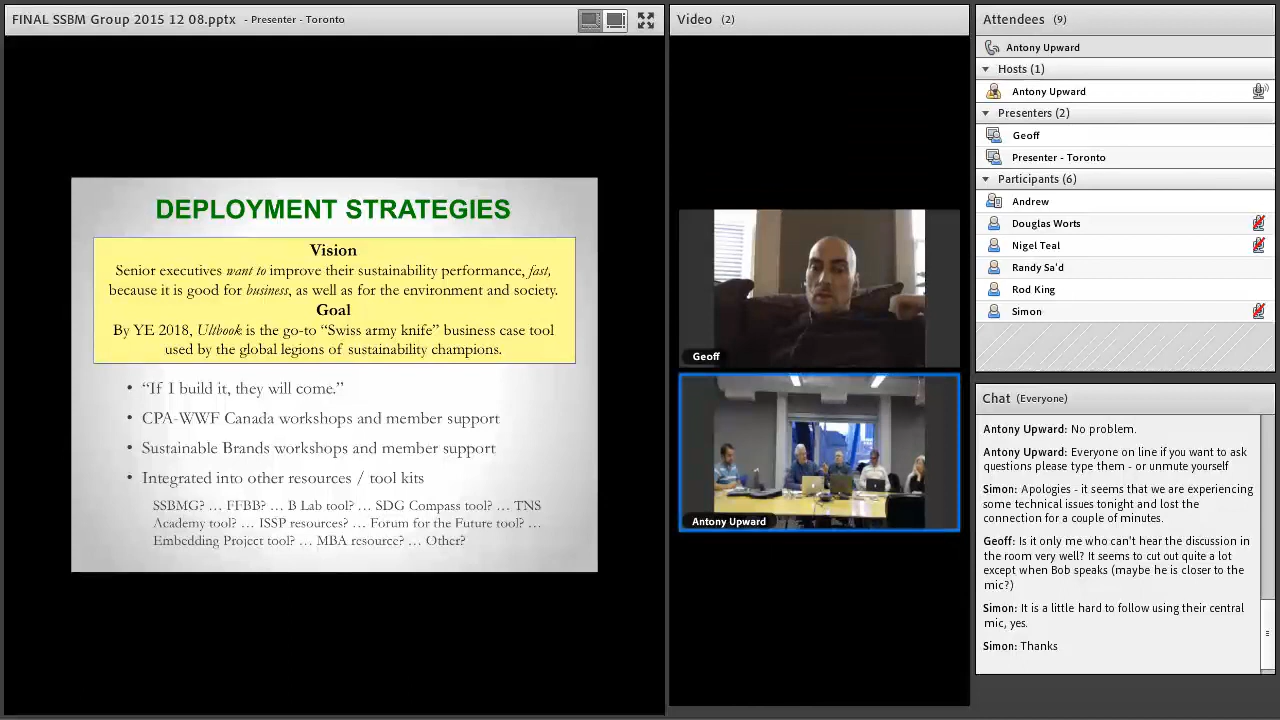 FINAL SSBM Group 2015 12 08.pptx - Presenter - Toronto
DEPLOYMENT STRATEGIES
Vision
Senior executives want to improve their sustainability performance, fast,
because it is good for business, as well as for the environment and society.
Goal
By YE 2018, Ultbook is the go-to “Swiss army knife” business case tool
used by the global legions of sustainability champions.
• “If I build it, they will come.”
• CPA-WWF Canada workshops and member support
• Sustainable Brands workshops and member support
• Integrated into other resources / tool kits
SSBMG? … FFBB? … B Lab tool? … SDG Compass tool? … TNS
Academy tool? … ISSP resources? … Forum for the Future tool? …
Embedding Project tool? … MBA resource? … Other?
Video (2)
Geoff
Antony Upward
Attendees (9)
Antony Upward
Hosts (1)
Antony Upward
Presenters (2)
Geoff
Presenter - Toronto
Participants (6)
Andrew
Douglas Worts
Nigel Teal
Randy Sa'd
Rod King
Simon
Chat (Everyone)
Antony Upward: No problem.
Antony Upward: Everyone on line if you want to ask
questions please type them - or unmute yourself
Simon: Apologies - it seems that we are experiencing
some technical issues tonight and lost the
connection for a couple of minutes.
Geoff: Is it only me who can't hear the discussion in
the room very well? It seems to cut out quite a lot
except when Bob speaks (maybe he is closer to the
mic?)
Simon: It is a little hard to follow using their central
mic, yes.
Simon: Thanks